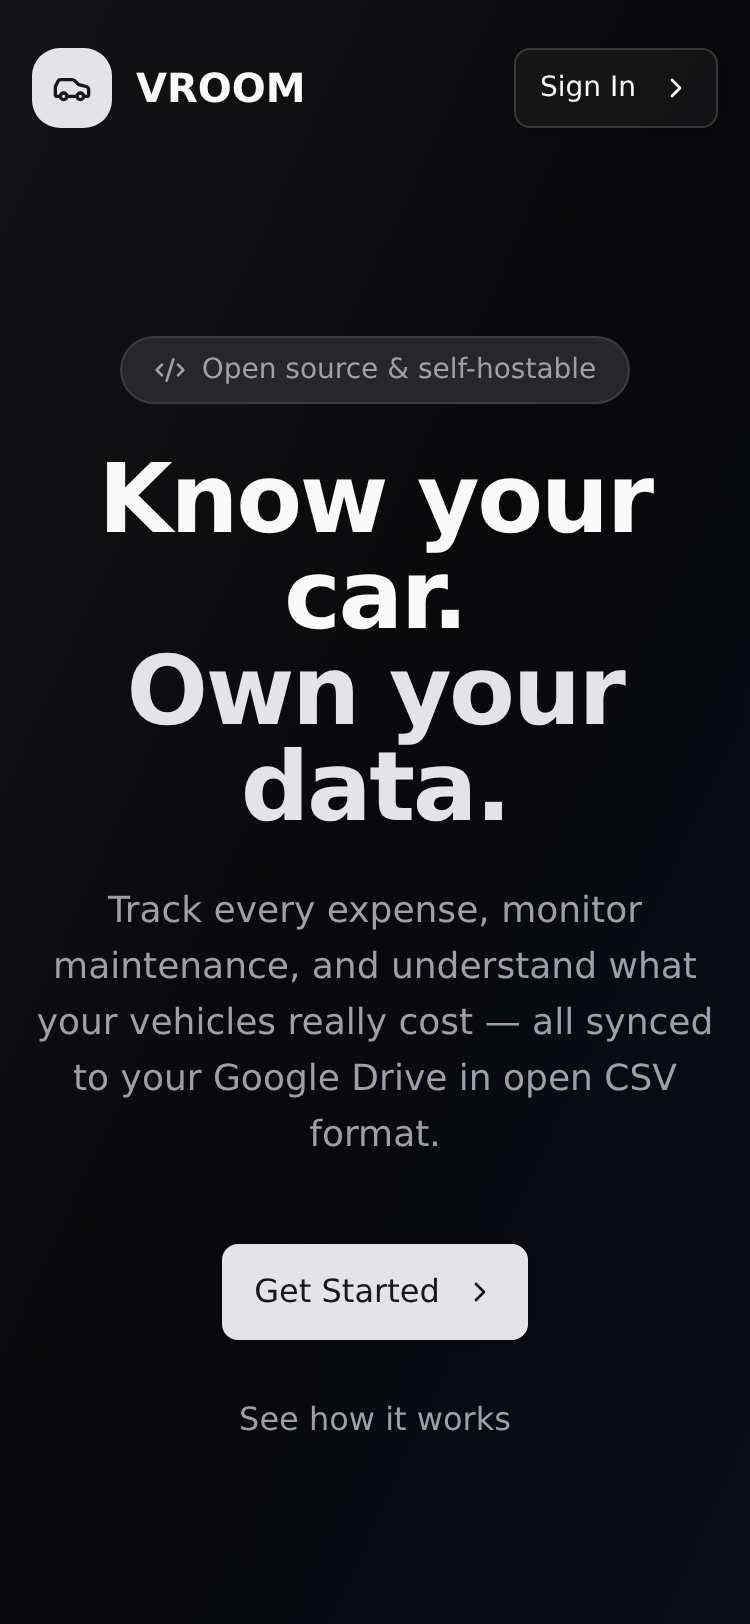 VROOM
Sign In
Open source & self-hostable
Know your
car.
Own your
data.
Track every expense, monitor
maintenance, and understand what
your vehicles really cost — all synced
to your Google Drive in open CSV
format.
Get Started
See how it works